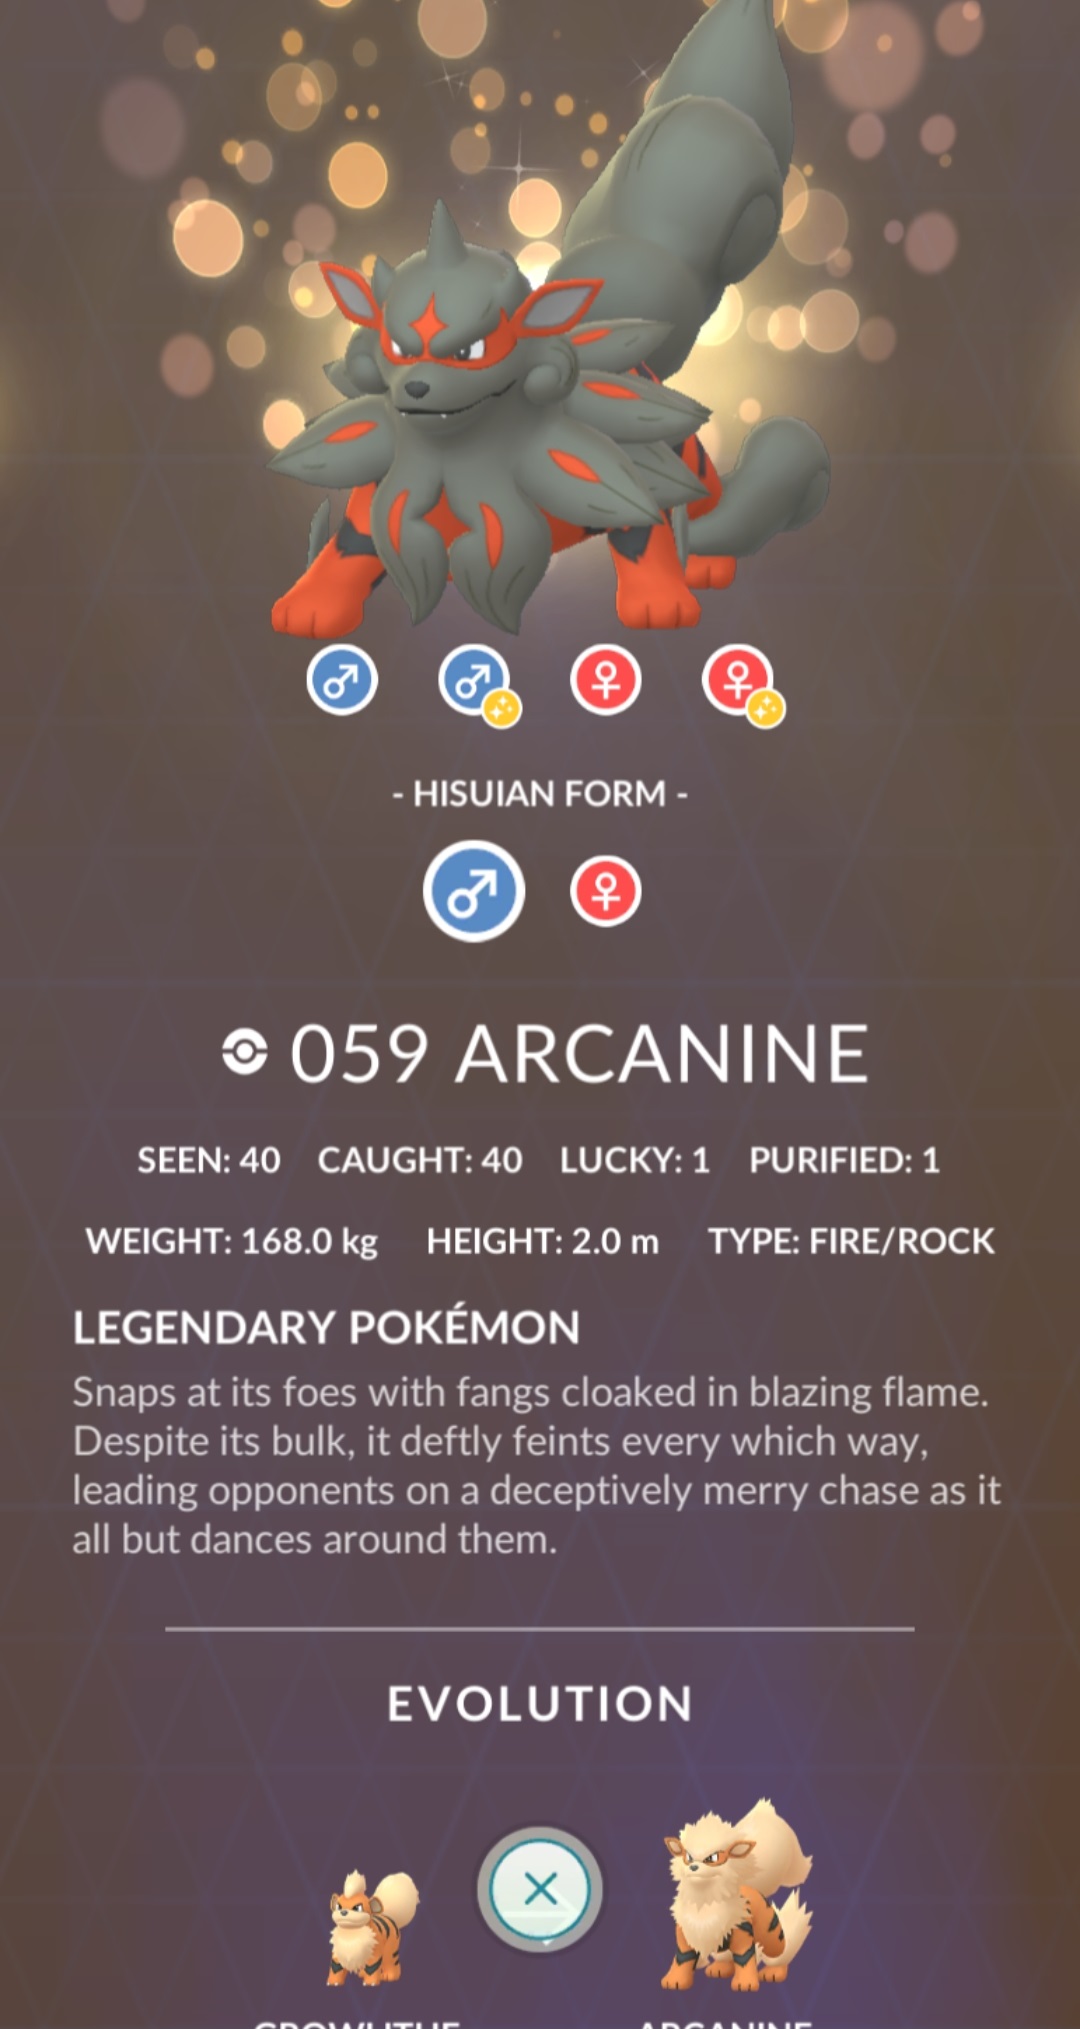 - HISUIAN FORM -
059 ARCANINE
SEEN: 40 CAUGHT: 40 LUCKY: 1 PURIFIED: 1
WEIGHT: 168.0 kg HEIGHT: 2.0 m TYPE: FIRE/ROCK
LEGENDARY POKÉMON
Snaps at its foes with fangs cloaked in blazing flame.
Despite its bulk, it deftly feints every which way,
leading opponents on a deceptively merry chase as it
all but dances around them.
EVOLUTION
GROWLITHE ARCANINE